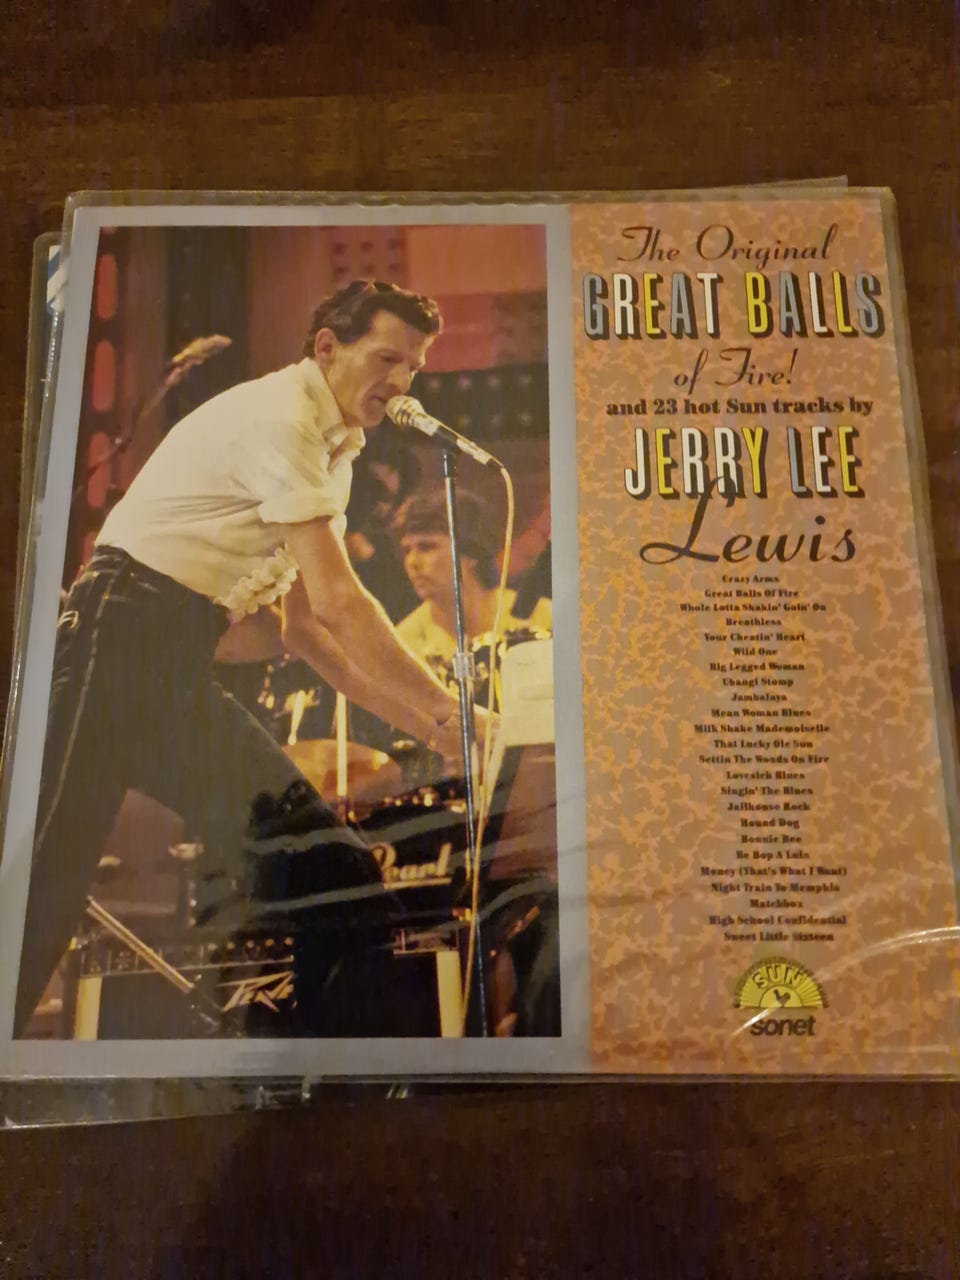 The Original
GREAT BALLS
of Fire!
and 23 hot Sun tracks by
JERRY LEE
Lewis
Crazy Arms
Great Balls Of Fire
Whole Lotta Shakin' Goin' On
Breathless
Your Cheatin' Heart
Wild One
Big Legged Woman
Ubangi Stomp
Jambalaya
Mean Woman Blues
Milk Shake Mademoiselle
That Lucky Ole Sun
Settin The Woods On Fire
Lovesick Blues
Singin' The Blues
Jailhouse Rock
Hound Dog
Bonnie Bee
Be Bop A Lula
Money (That's What I Want)
Night Train To Memphis
Matchbox
High School Confidential
Sweet Little Sixteen
SUN
sonet
Pearl